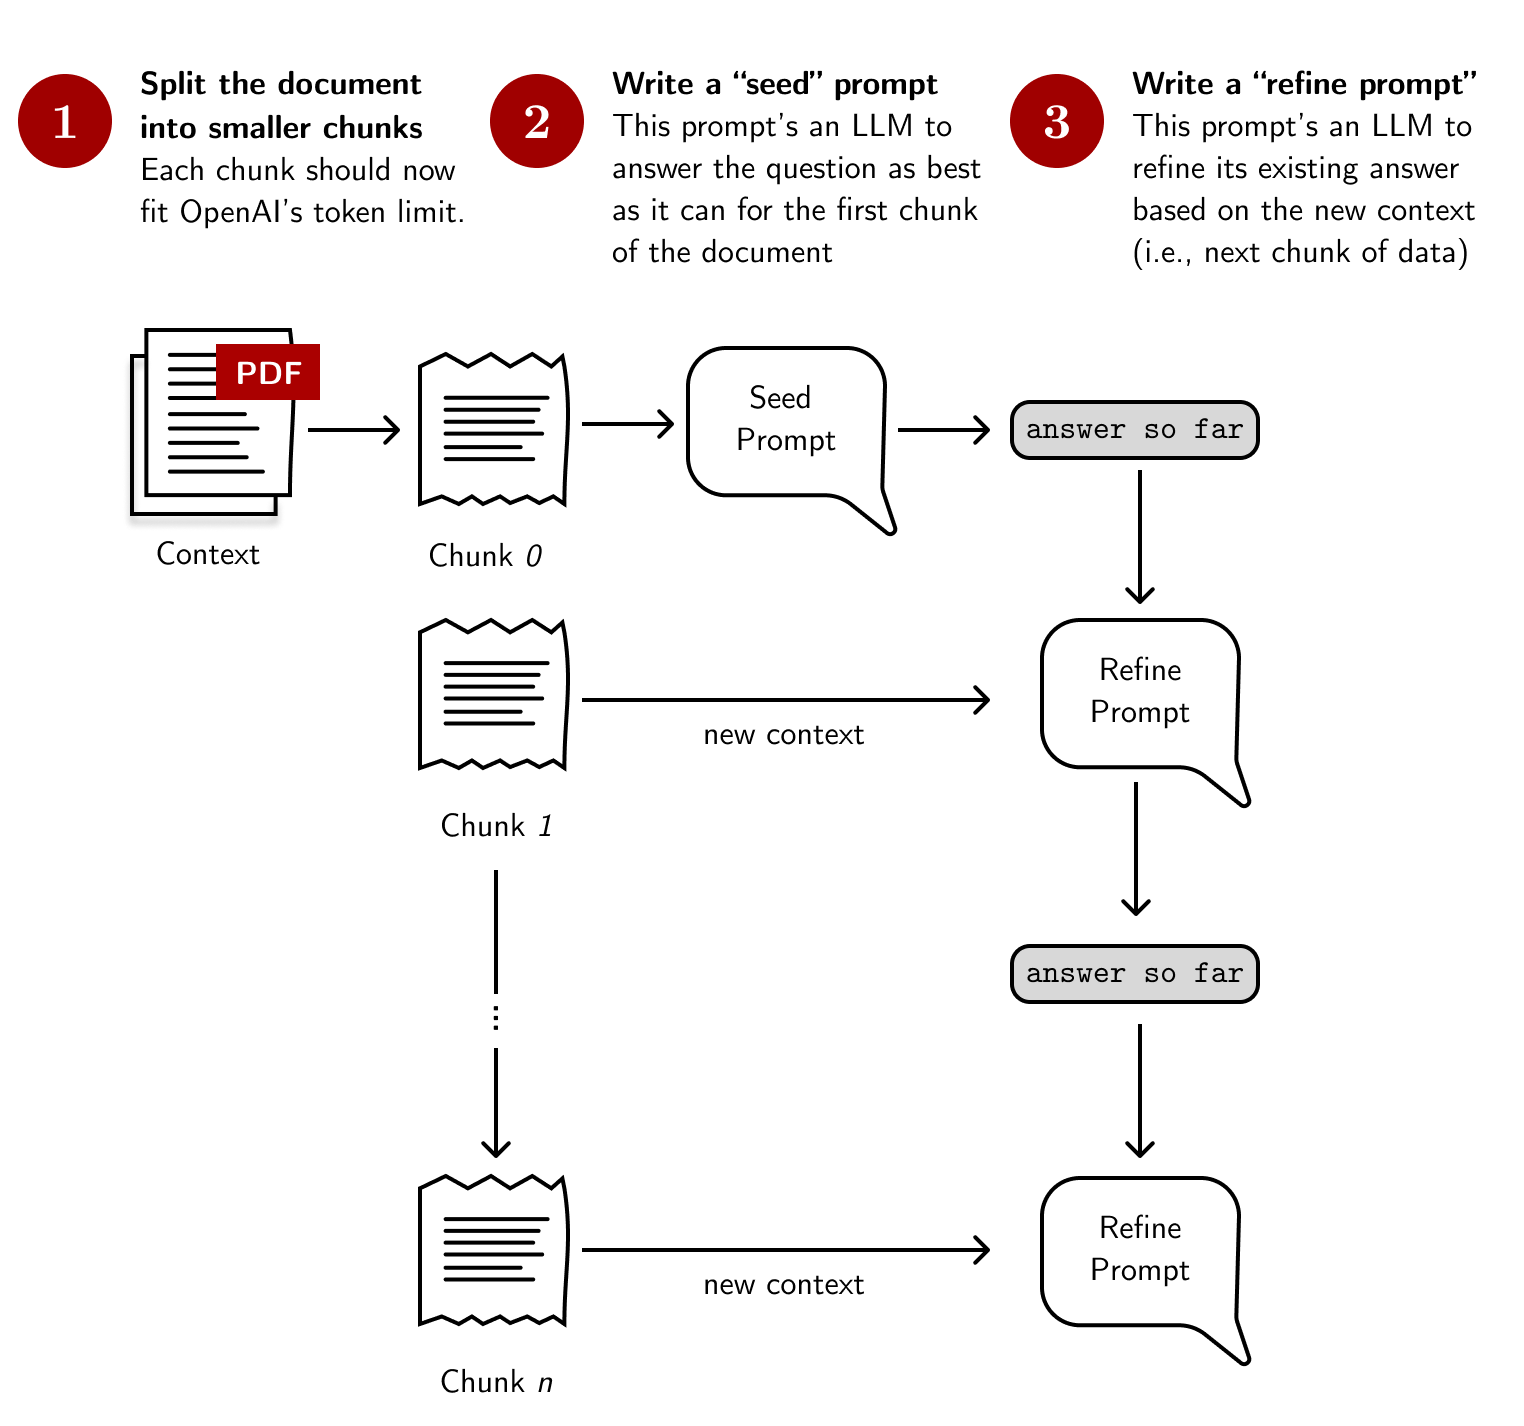 1
Split the document
into smaller chunks
Each chunk should now
fit OpenAI's token limit.
2
Write a “seed” prompt
This prompt's an LLM to
answer the question as best
as it can for the first chunk
of the document
3
Write a “refine prompt”
This prompt's an LLM to
refine its existing answer
based on the new context
(i.e., next chunk of data)
PDF
Context
Chunk 0
Seed
Prompt
answer so far
Chunk 1
new context
Refine
Prompt
answer so far
...
Chunk n
new context
Refine
Prompt